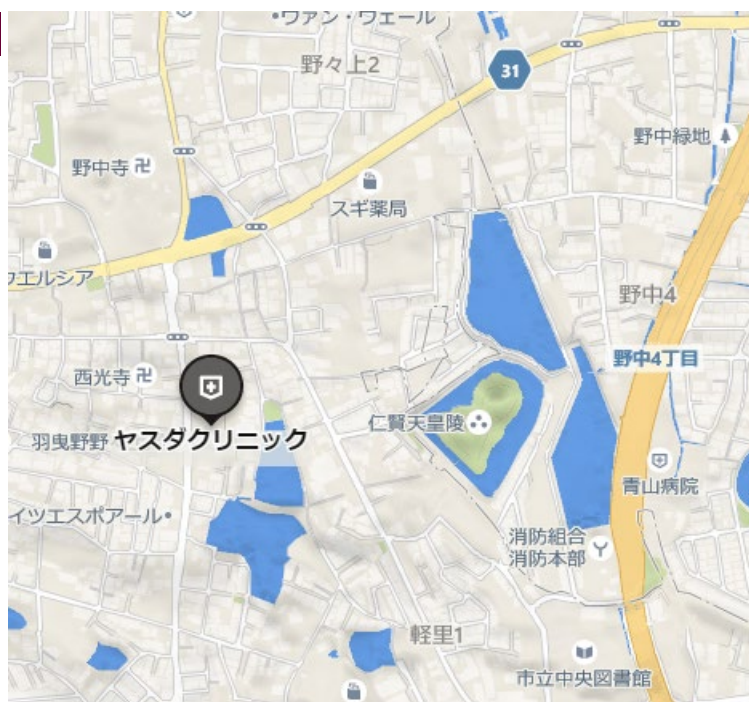 ヴァン・ヴェール
野々上2
31
野中緑地
野中寺
スギ薬局
ウエルシア
野中4
野中4丁目
西光寺
仁賢天皇陵
羽曳野野
ヤスダクリニック
青山病院
イツエスポアール
消防組合
消防本部
軽里1
市立中央図書館